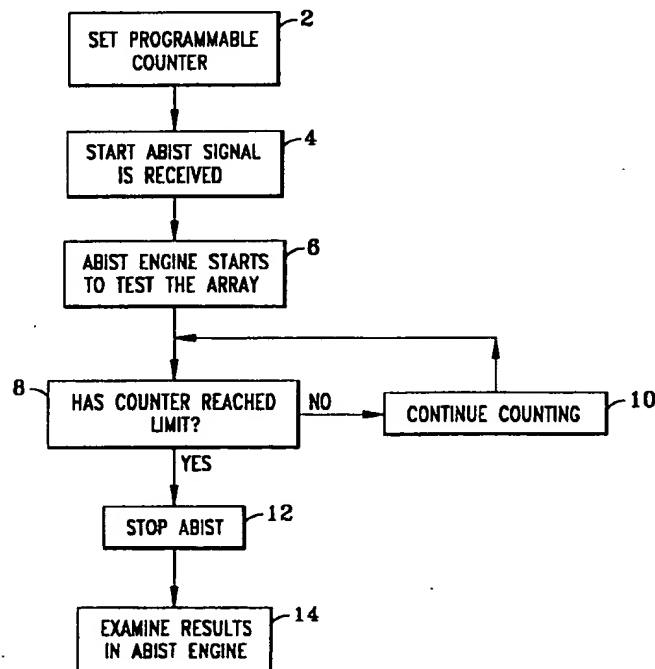 2
SET PROGRAMMABLE
COUNTER
4
START ABIST SIGNAL
IS RECEIVED
6
ABIST ENGINE STARTS
TO TEST THE ARRAY
8
HAS COUNTER REACHED
LIMIT?
NO
CONTINUE COUNTING
10
YES
12
STOP ABIST
14
EXAMINE RESULTS
IN ABIST ENGINE